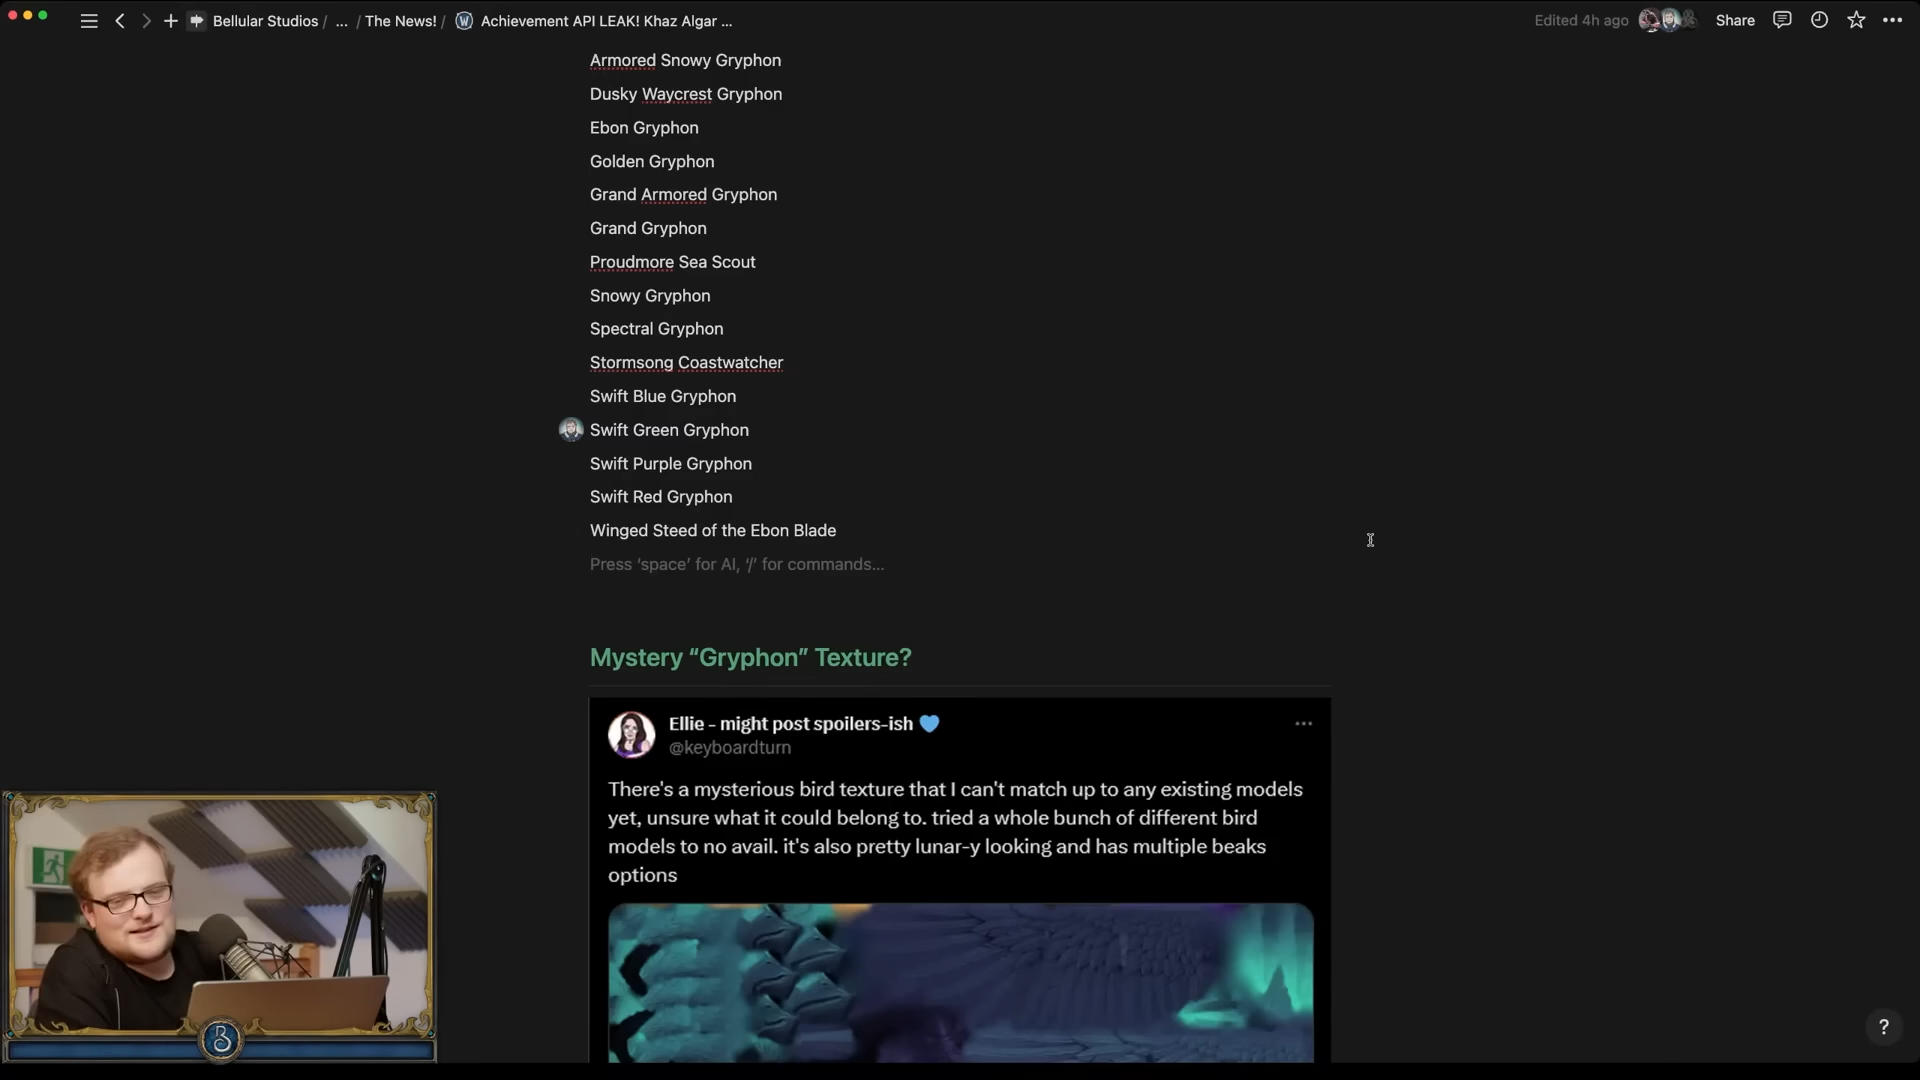 Bellular Studios / ... / The News! / Achievement API LEAK! Khaz Algar ...
Edited 4h ago
Share
Armored Snowy Gryphon
Dusky Waycrest Gryphon
Ebon Gryphon
Golden Gryphon
Grand Armored Gryphon
Grand Gryphon
Proudmore Sea Scout
Snowy Gryphon
Spectral Gryphon
Stormsong Coastwatcher
Swift Blue Gryphon
Swift Green Gryphon
Swift Purple Gryphon
Swift Red Gryphon
Winged Steed of the Ebon Blade
Press ‘space’ for AI, ‘/’ for commands...
Mystery “Gryphon” Texture?
Ellie - might post spoilers-ish 💙
@keyboardturn
There's a mysterious bird texture that I can't match up to any existing models
yet, unsure what it could belong to. tried a whole bunch of different bird
models to no avail. it's also pretty lunar-y looking and has multiple beaks
options
B
?